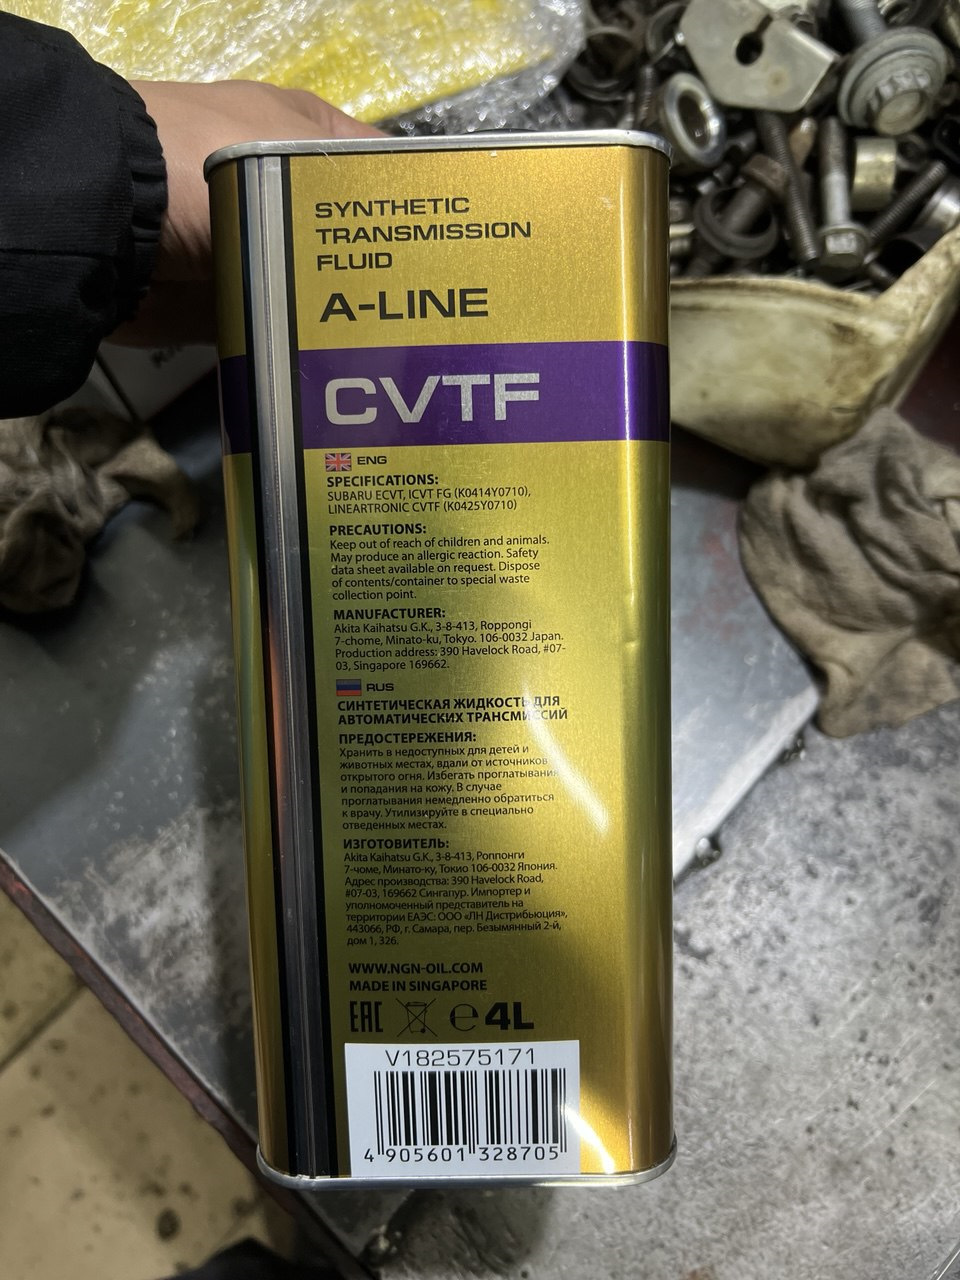 SYNTHETIC
TRANSMISSION
FLUID
A-LINE
CVTF
ENG
SPECIFICATIONS:
SUBARU ECVT, ICVT FG (K0414Y0710),
LINEARTRONIC CVTF (K0425Y0710)
PRECAUTIONS:
Keep out of reach of children and animals.
May produce an allergic reaction. Safety
data sheet available on request. Dispose
of contents/container to special waste
collection point.
MANUFACTURER:
Akita Kaihatsu G.K., 3-8-413, Roppongi
7-chome, Minato-ku, Tokyo. 106-0032 Japan.
Production address: 390 Havelock Road, #07-
03, Singapore 169662.
RUS
СИНТЕТИЧЕСКАЯ ЖИДКОСТЬ ДЛЯ
АВТОМАТИЧЕСКИХ ТРАНСМИССИЙ
ПРЕДОСТЕРЕЖЕНИЯ:
Хранить в недоступных для детей и
животных местах, вдали от источников
открытого огня. Избегать проглатывания
и попадания на кожу. В случае
проглатывания немедленно обратиться
к врачу. Утилизируйте в специально
отведенных местах.
ИЗГОТОВИТЕЛЬ:
Akita Kaihatsu G.K., 3-8-413, Роппонги
7-чоме, Минато-ку, Токио 106-0032 Япония.
Адрес производства: 390 Havelock Road,
#07-03, 169662 Сингапур. Импортер и
уполномоченный представитель на
территории ЕАЭС: ООО «ЛН Дистрибьюция»,
443066, РФ, г. Самара, пер. Безымянный 2-й,
дом 1, 326.
WWW.NGN-OIL.COM
MADE IN SINGAPORE
EAC ℮ 4L
V182575171
4 905601 328705